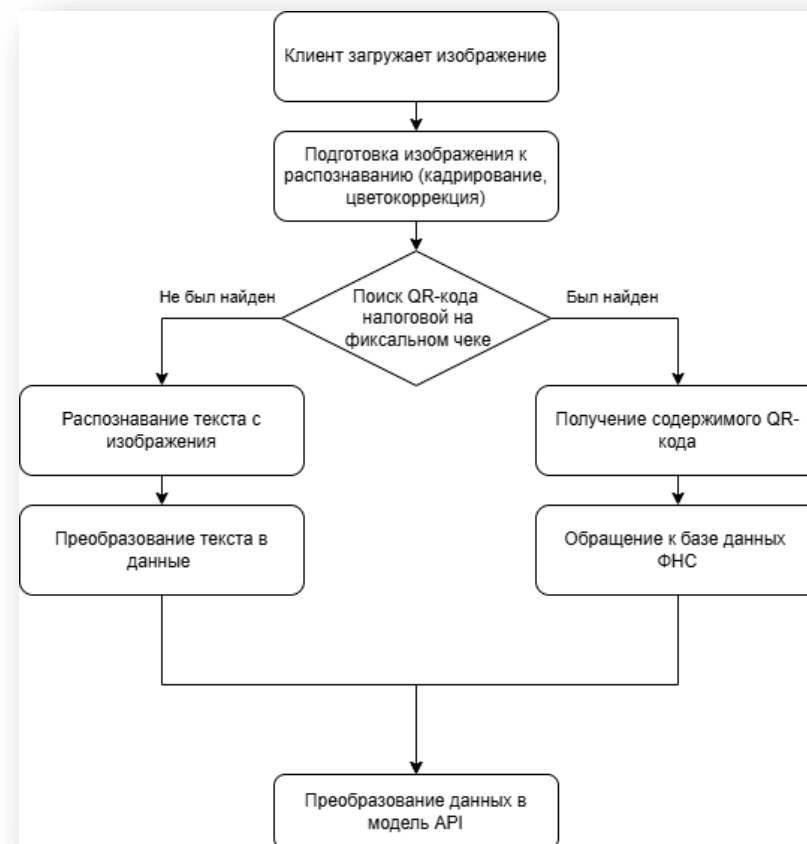 Клиент загружает изображение
Подготовка изображения к
распознаванию (кадрирование,
цветокоррекция)
Не был найден
Поиск QR-кода
налоговой на
фиксальном чеке
Был найден
Распознавание текста с
изображения
Получение содержимого QR-
кода
Преобразование текста в
данные
Обращение к базе данных
ФНС
Преобразование данных в
модель API